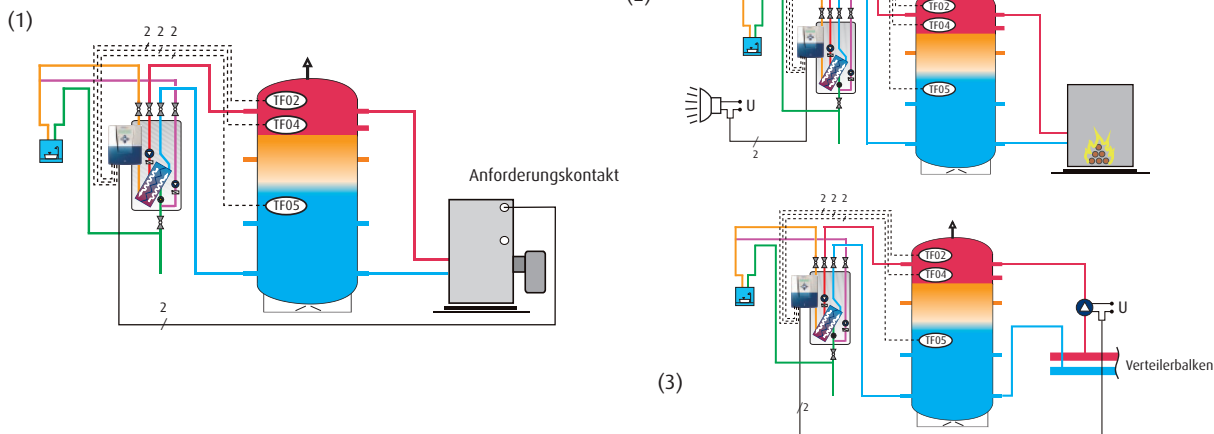 (1)
2 2 2
TF02
TF04
TF05
Anforderungskontakt
2
TF02
TF04
TF05
U
2
2 2 2
TF02
TF04
TF05
U
Verteilerbalken
(3)
2